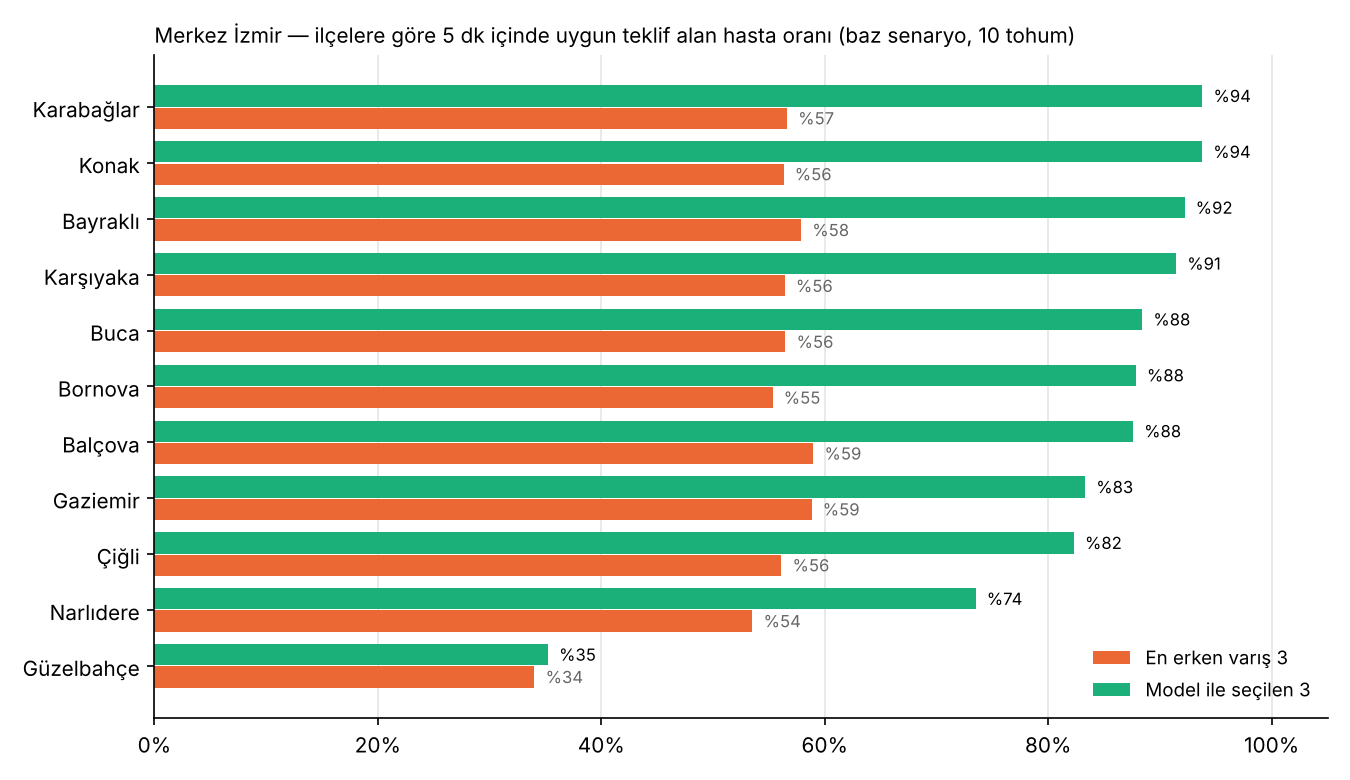 Merkez İzmir — ilçelere göre 5 dk içinde uygun teklif alan hasta oranı (baz senaryo, 10 tohum)
Karabağlar %94
%57
Konak %94
%56
Bayraklı %92
%58
Karşıyaka %91
%56
Buca %88
%56
Bornova %88
%55
Balçova %88
%59
Gaziemir %83
%59
Çiğli %82
%56
Narlıdere %74
%54
Güzelbahçe %35
%34
En erken varış 3
Model ile seçilen 3
0% 20% 40% 60% 80% 100%